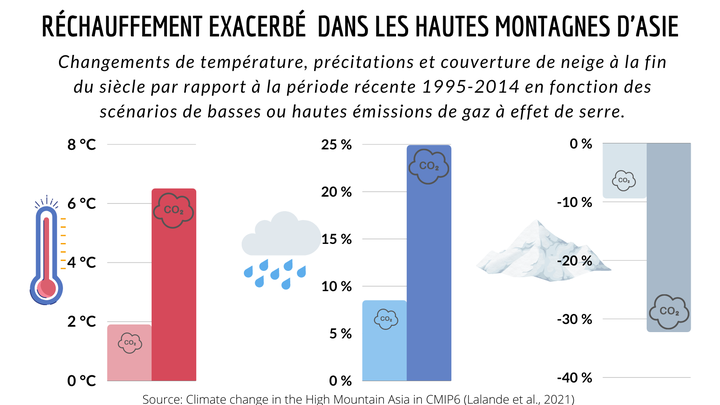 RÉCHAUFFEMENT EXACERBÉ DANS LES HAUTES MONTAGNES D'ASIE
Changements de température, précitations et couverture de neige à la fin
du siècle par rapport à la période récente 1995-2014 en fonction des
scénarios de basses ou hautes émissions de gaz à effet de serre.
8 °C
6 °C
4 °C
2 °C
0 °C
CO₂
CO₂
25 %
20 %
15 %
10 %
5 %
0 %
CO₂
CO₂
0 %
-10 %
-20 %
-30 %
-40 %
CO₂
CO₂
Source: Climate change in the High Mountain Asia in CMIP6 (Lalande et al., 2021)